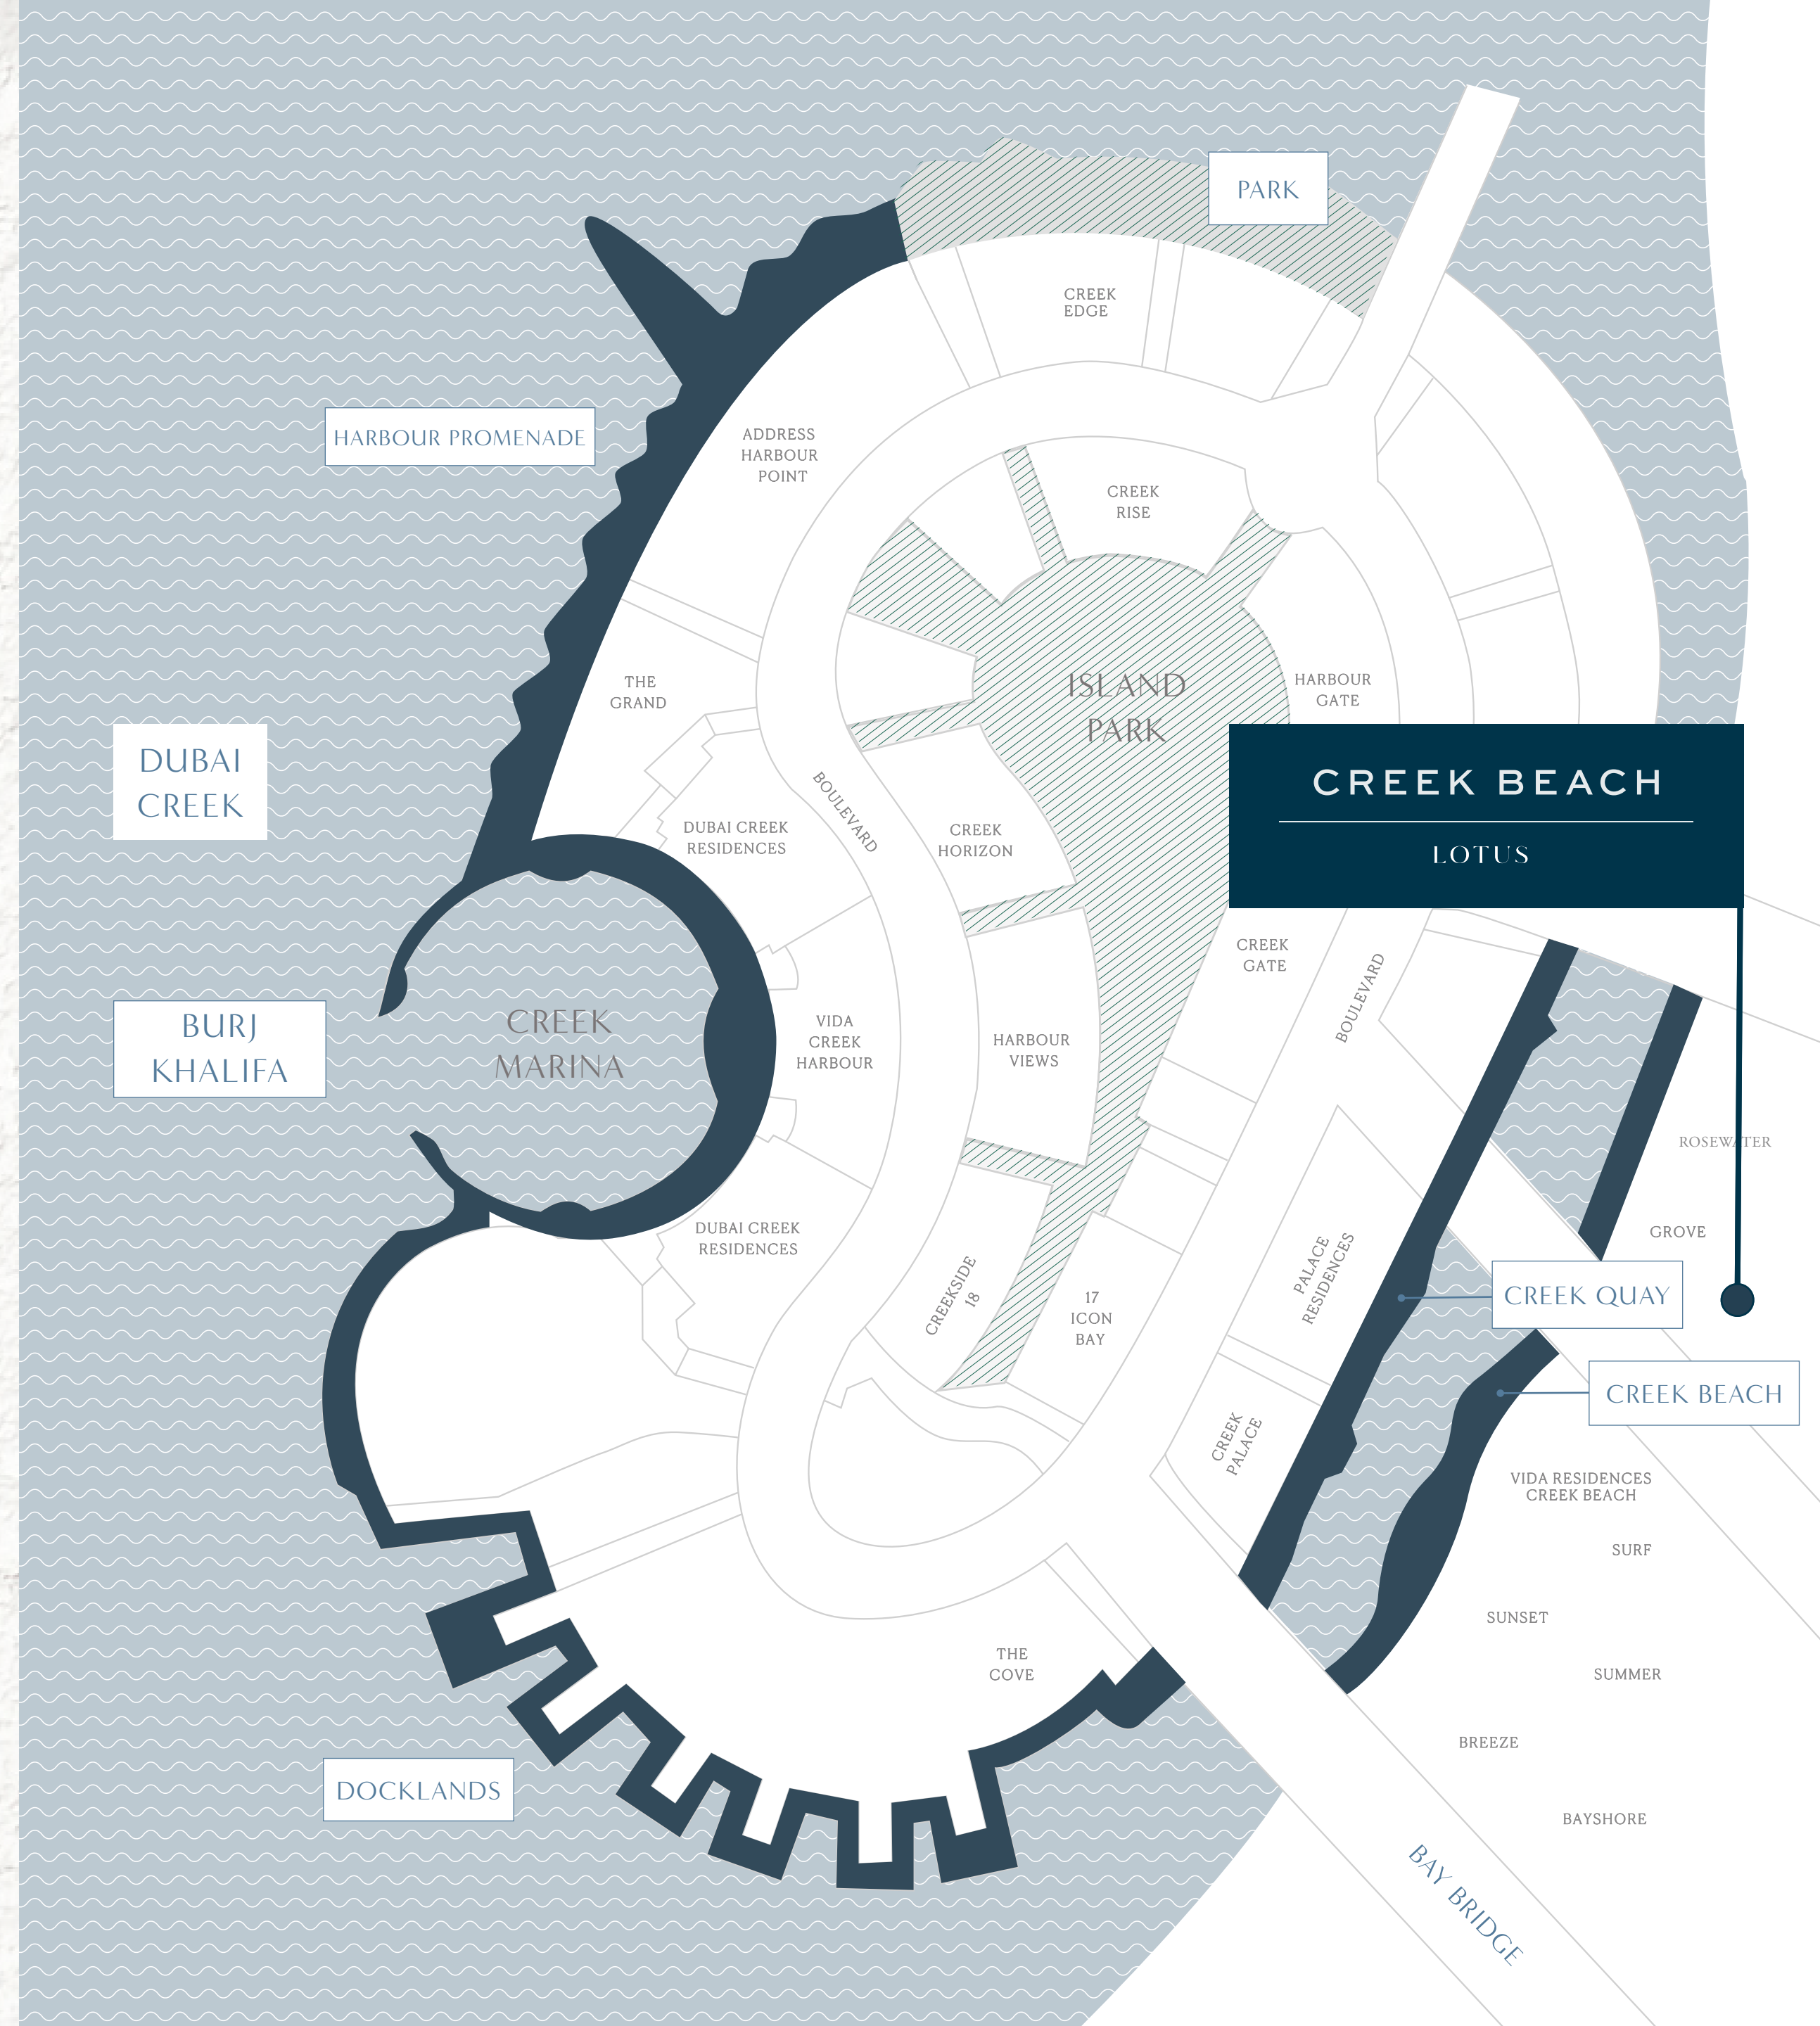 PARK
CREEK
EDGE
HARBOUR PROMENADE
ADDRESS
HARBOUR
POINT
CREEK
RISE
THE
GRAND
ISLAND
PARK
HARBOUR
GATE
DUBAI
CREEK
CREEK BEACH
LOTUS
BOULEVARD
DUBAI CREEK
RESIDENCES
CREEK
HORIZON
CREEK
GATE
BOULEVARD
BURJ
KHALIFA
CREEK
MARINA
VIDA
CREEK
HARBOUR
HARBOUR
VIEWS
ROSEWATER
GROVE
DUBAI CREEK
RESIDENCES
CREEKSIDE
18
17
ICON
BAY
PALACE
RESIDENCES
CREEK QUAY
CREEK BEACH
CREEK
PALACE
VIDA RESIDENCES
CREEK BEACH
SURF
SUNSET
THE
COVE
SUMMER
BREEZE
DOCKLANDS
BAYSHORE
BAY BRIDGE